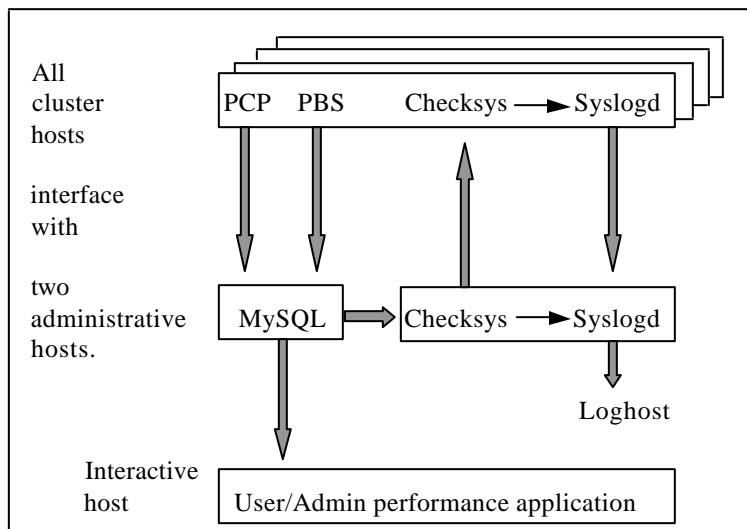 All
cluster
hosts
PCP PBS Checksys Syslogd
interface
with
two
administrative
hosts.
MySQL Checksys Syslogd
Loghost
Interactive
host
User/Admin performance application